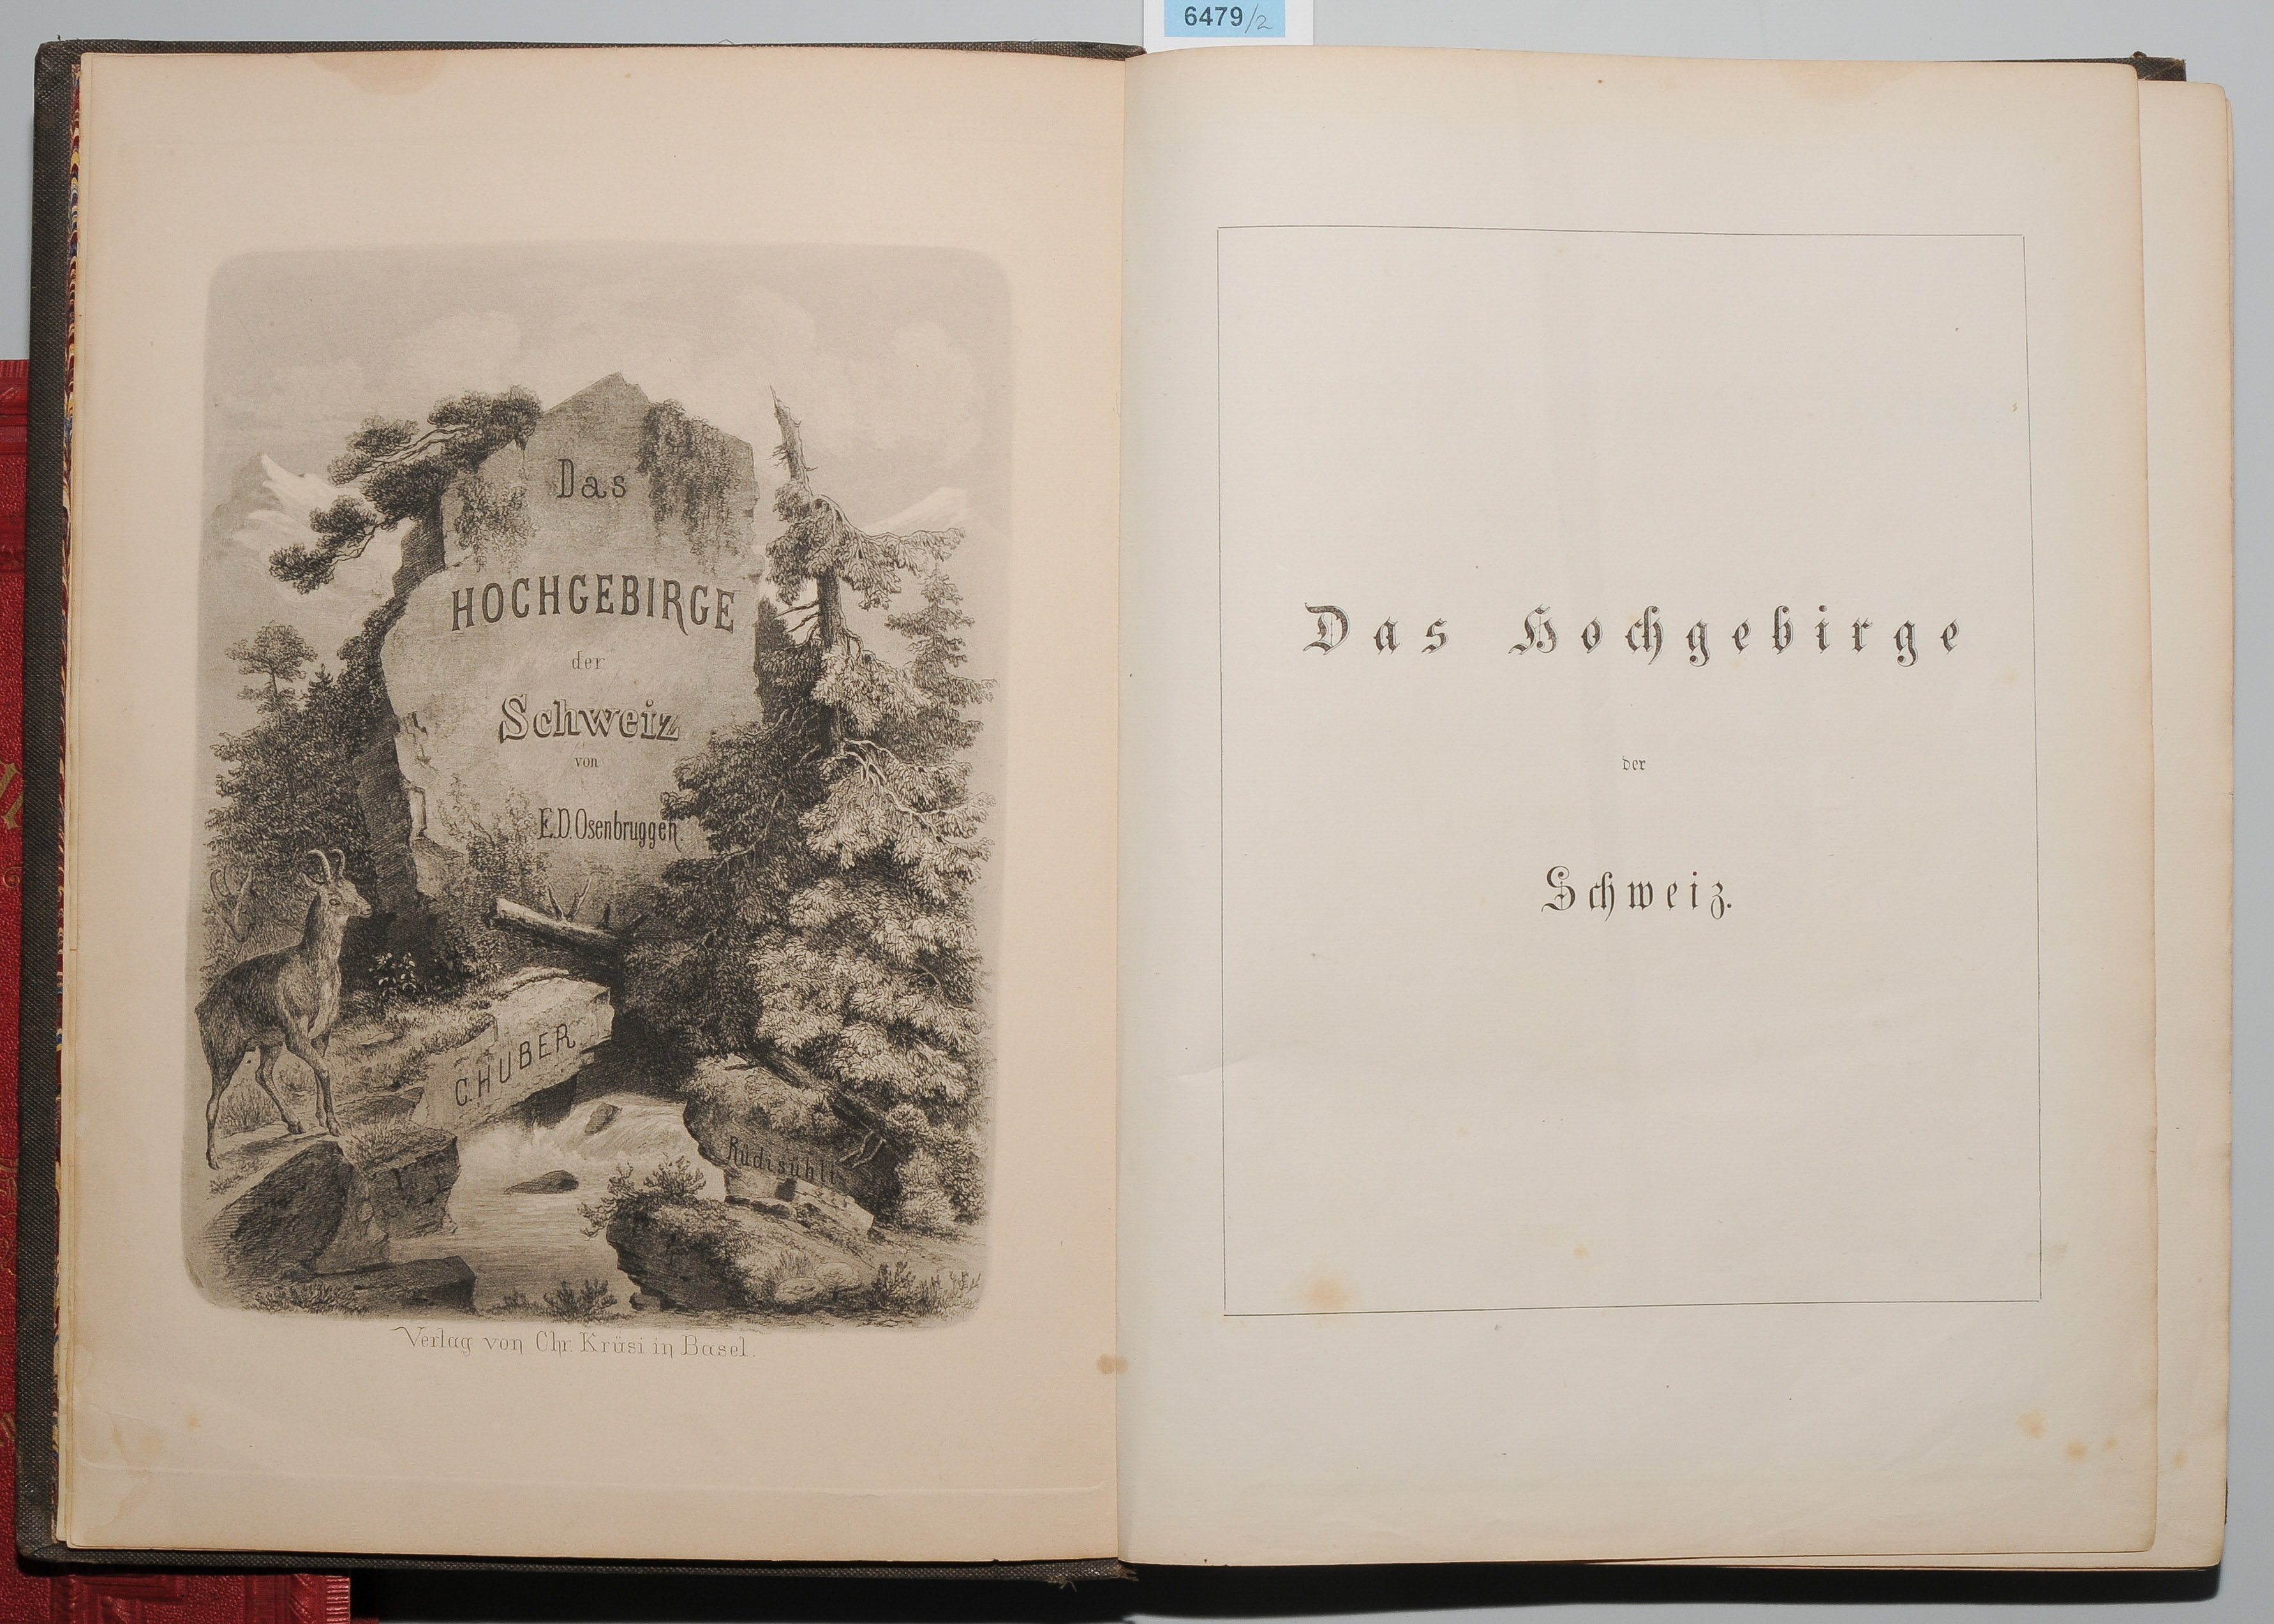 6479/2
Das
HOCHGEBIRGE
der
Schweiz
von
E.D. Osenbruggen
C. HUBER.
Rüdisühli
Verlag von Chr. Krüsi in Basel.
Das Hochgebirge
der
Schweiz.